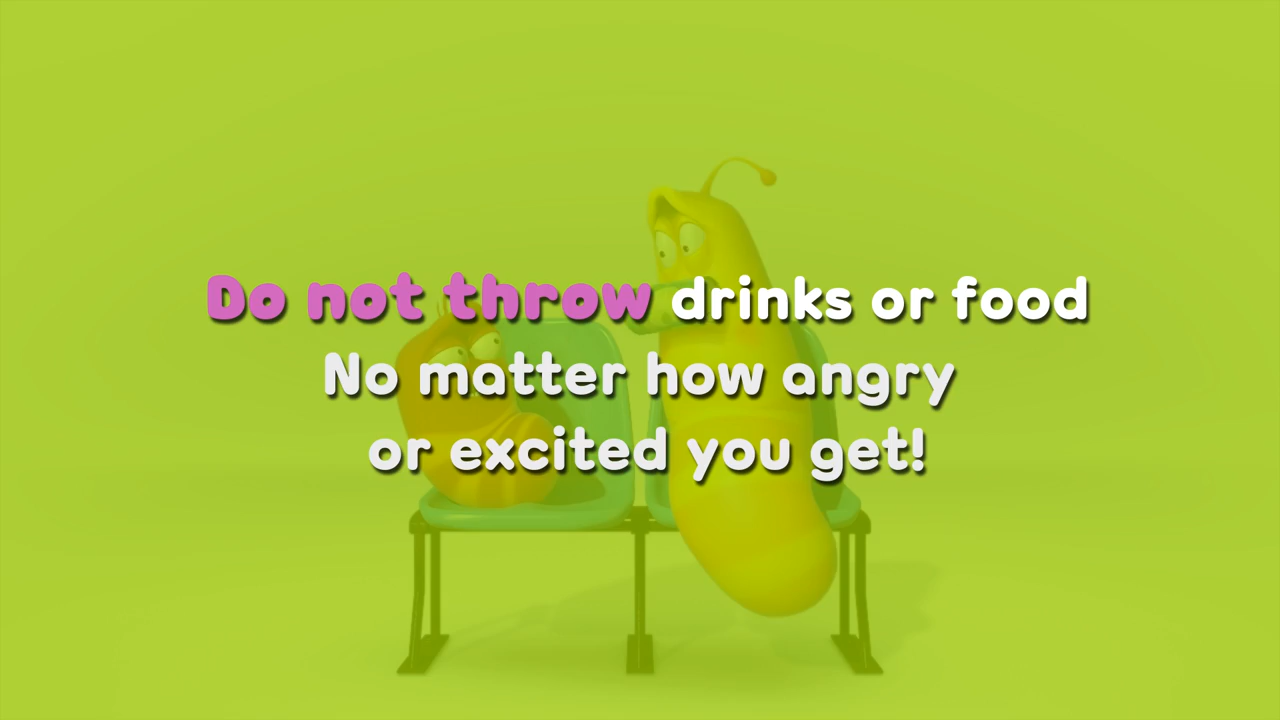 Do not throw drinks or food
No matter how angry
or excited you get!